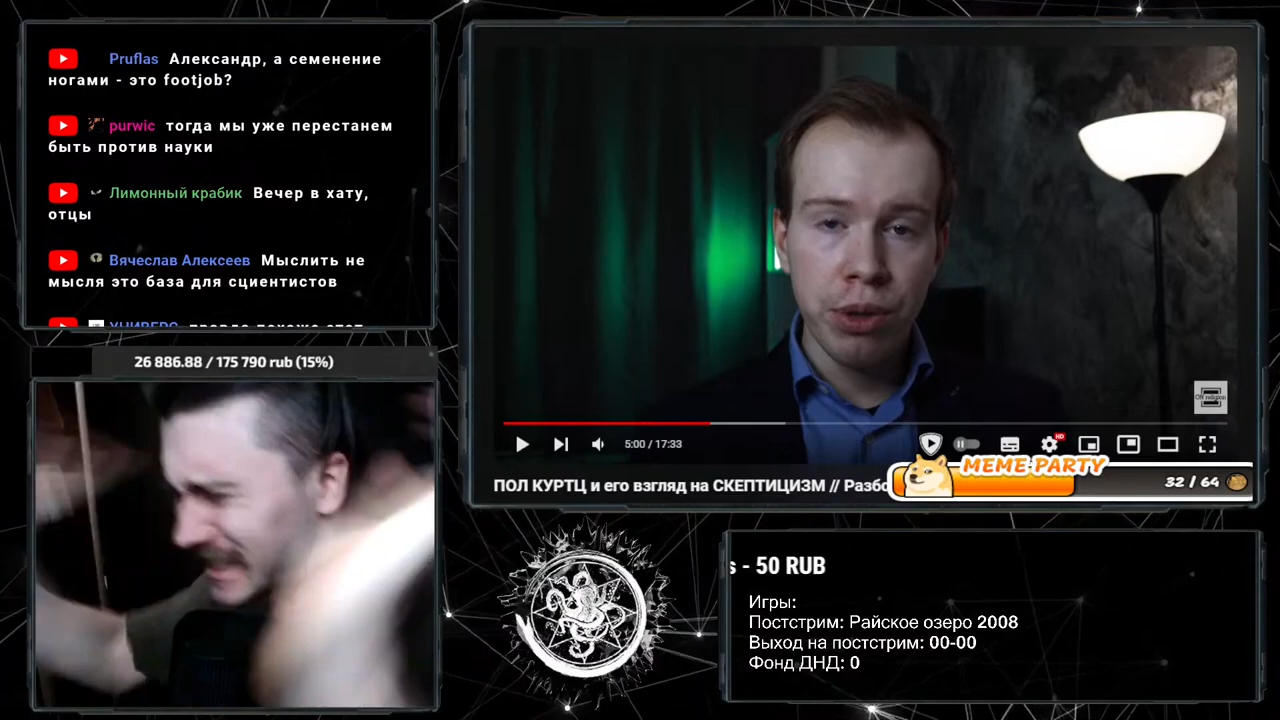 Pruflas Александр, а семенение
ногами - это footjob?
purwic тогда мы уже перестанем
быть против науки
Лимонный крабик Вечер в хату,
отцы
Вячеслав Алексеев Мыслить не
мысля это база для сциентистов
26 886.88 / 175 790 rub (15%)
Off religion
5:00 / 17:33
HD
ПОЛ КУРТЦ и его взгляд на СКЕПТИЦИЗМ // Разбо
MEME PARTY
32 / 64
s - 50 RUB
Игры:
Постстрим: Райское озеро 2008
Выход на постстрим: 00-00
Фонд ДНД: 0